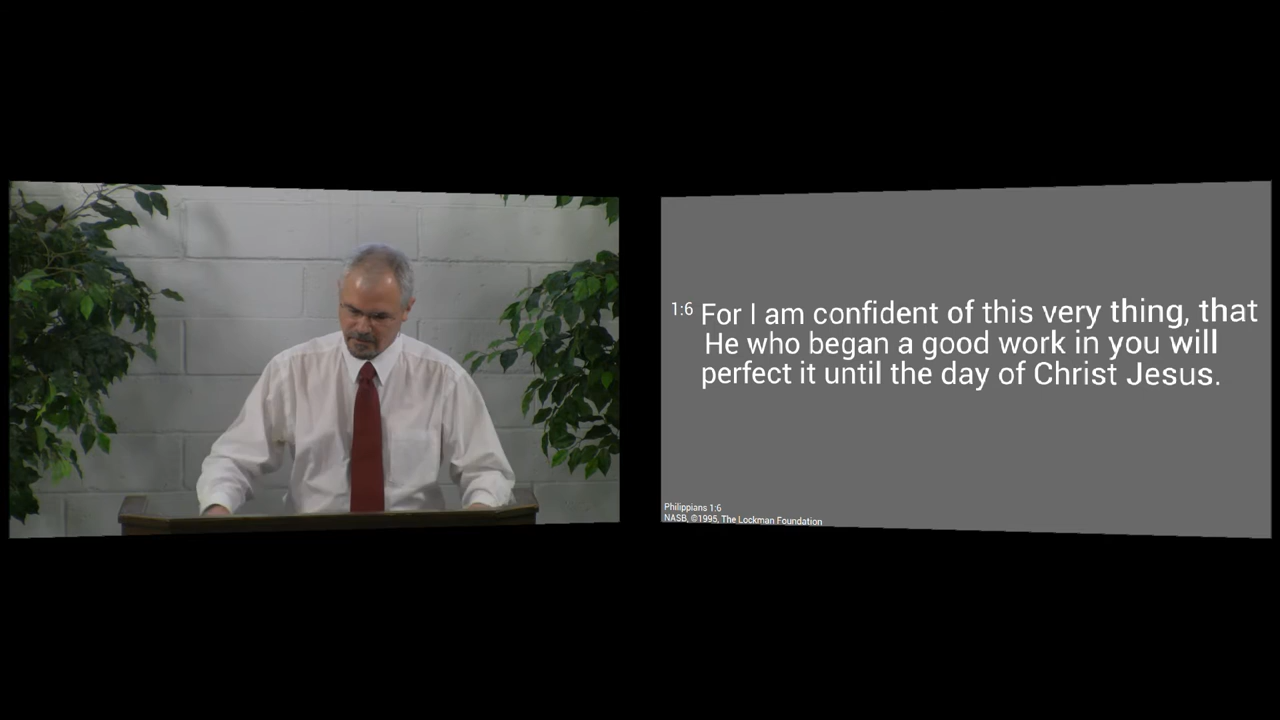 1:6 For I am confident of this very thing, that
He who began a good work in you will
perfect it until the day of Christ Jesus.
Philippians 1:6
NASB, ©1995, The Lockman Foundation